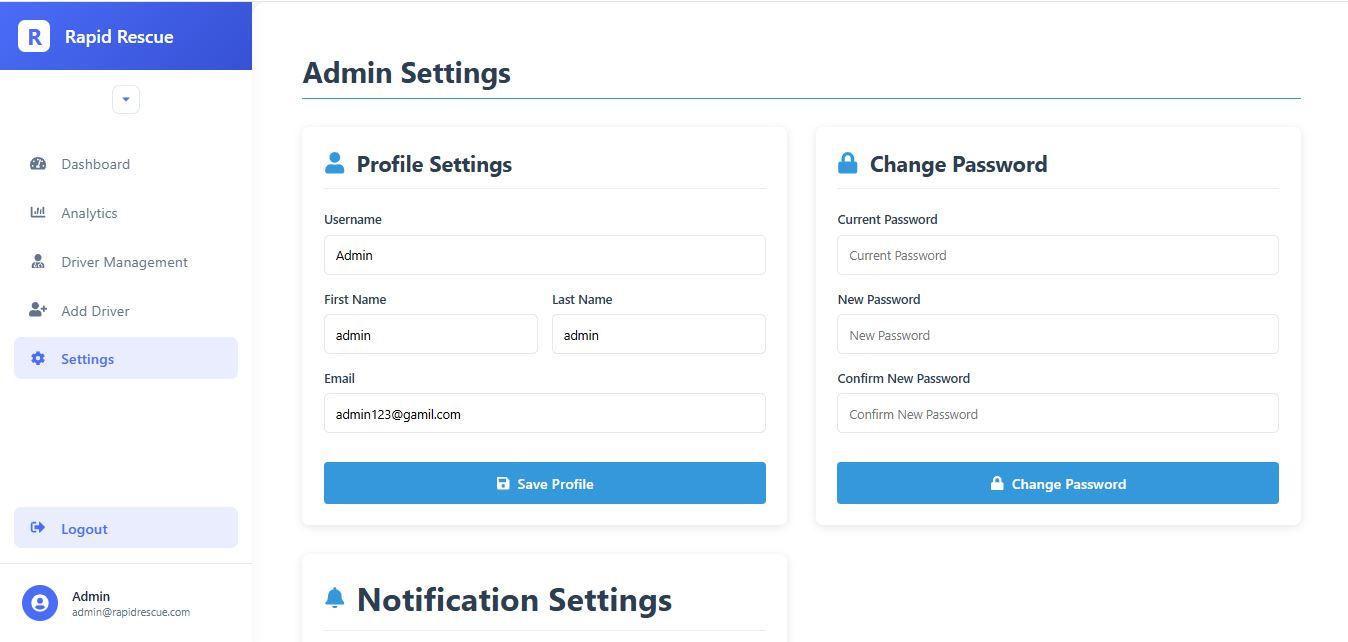 R Rapid Rescue
Dashboard
Analytics
Driver Management
Add Driver
Settings
Logout
Admin
admin@rapidrescue.com
Admin Settings
Profile Settings
Username
Admin
First Name Last Name
admin admin
Email
admin123@gamil.com
Save Profile
Change Password
Current Password
Current Password
New Password
New Password
Confirm New Password
Confirm New Password
Change Password
Notification Settings